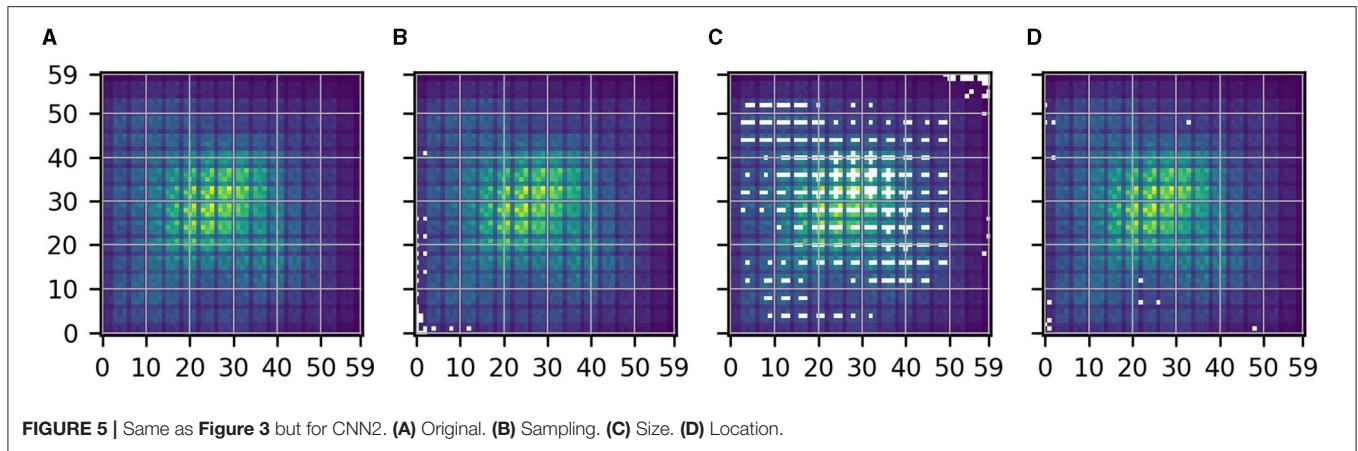 A B C D
59
50
40
30
20
10
0
0 10 20 30 40 50 59 0 10 20 30 40 50 59 0 10 20 30 40 50 59 0 10 20 30 40 50 59
FIGURE 5 | Same as Figure 3 but for CNN2. (A) Original. (B) Sampling. (C) Size. (D) Location.